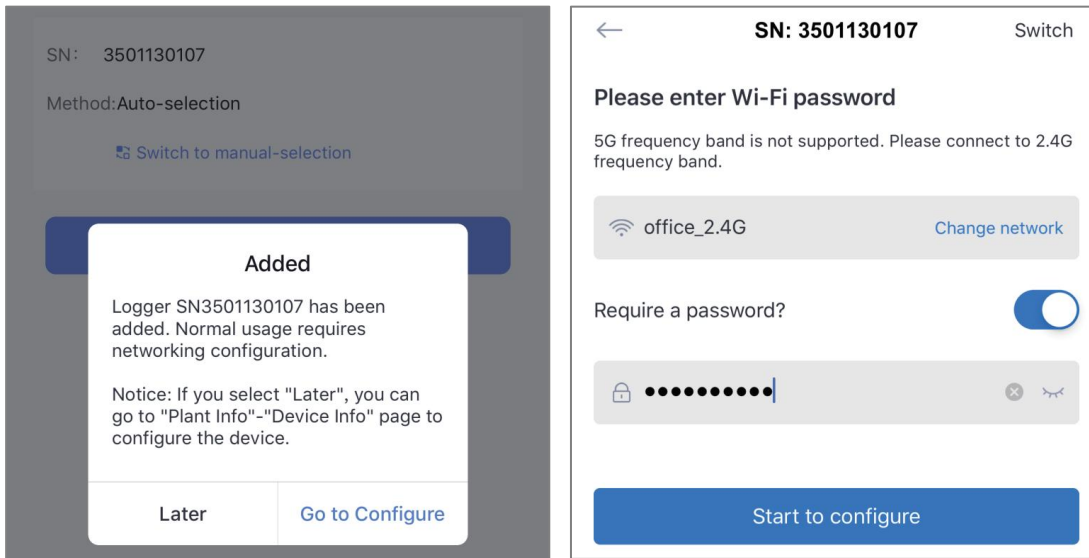 SN: 3501130107
Method:Auto-selection
Switch to manual-selection
Added
Logger SN3501130107 has been
added. Normal usage requires
networking configuration.
Notice: If you select "Later", you can
go to "Plant Info"-"Device Info" page to
configure the device.
Later
Go to Configure
SN: 3501130107
Switch
Please enter Wi-Fi password
5G frequency band is not supported. Please connect to 2.4G
frequency band.
office_2.4G
Change network
Require a password?
●●●●●●●●●●
Start to configure